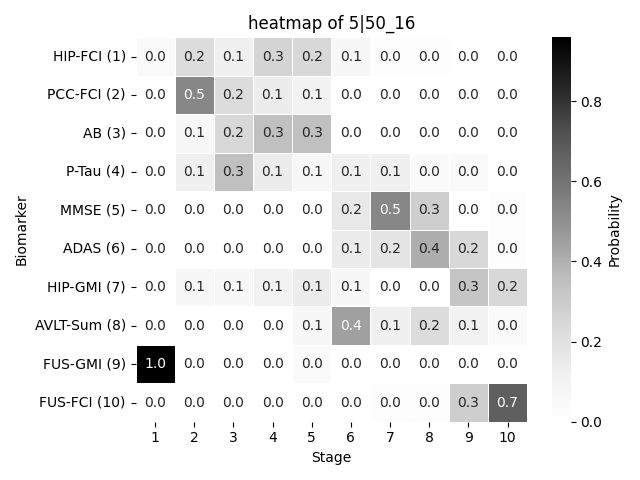 heatmap of 5|50_16
HIP-FCI (1) 0.0 0.2 0.1 0.3 0.2 0.1 0.0 0.0 0.0 0.0
PCC-FCI (2) 0.0 0.5 0.2 0.1 0.1 0.0 0.0 0.0 0.0 0.0
AB (3) 0.0 0.1 0.2 0.3 0.3 0.0 0.0 0.0 0.0 0.0
P-Tau (4) 0.0 0.1 0.3 0.1 0.1 0.1 0.1 0.0 0.0 0.0
MMSE (5) 0.0 0.0 0.0 0.0 0.0 0.2 0.5 0.3 0.0 0.0
ADAS (6) 0.0 0.0 0.0 0.0 0.0 0.1 0.2 0.4 0.2 0.0
HIP-GMI (7) 0.0 0.1 0.1 0.1 0.1 0.1 0.0 0.0 0.3 0.2
AVLT-Sum (8) 0.0 0.0 0.0 0.0 0.1 0.4 0.1 0.2 0.1 0.0
FUS-GMI (9) 1.0 0.0 0.0 0.0 0.0 0.0 0.0 0.0 0.0 0.0
FUS-FCI (10) 0.0 0.0 0.0 0.0 0.0 0.0 0.0 0.0 0.3 0.7
1 2 3 4 5 6 7 8 9 10
Stage
Biomarker
0.8
0.6
0.4
0.2
0.0
Probability